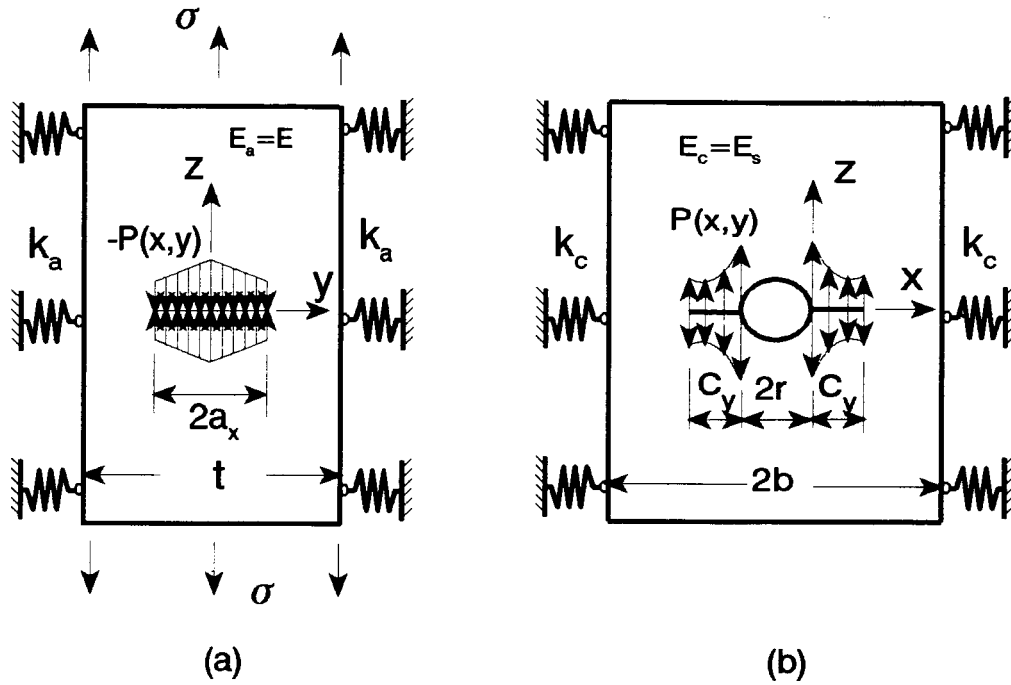 σ
E_a=E
z
-P(x,y)
k_a
k_a
y
2a_x
t
σ
(a)
E_c=E_s
z
P(x,y)
k_c
k_c
x
C_y
2r
C_y
2b
(b)